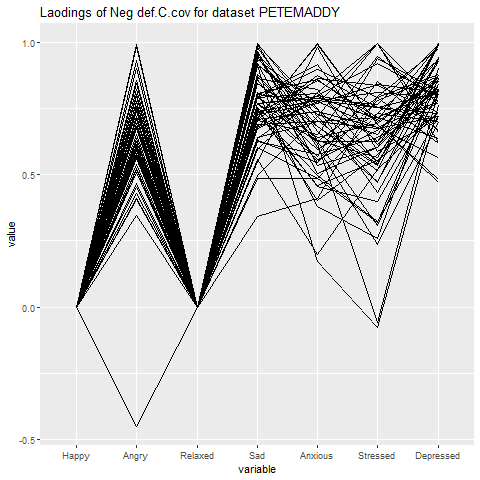 Laodings of Neg def.C.cov for dataset PETEMADDY
1.0
0.5
0.0
-0.5
value
Happy Angry Relaxed Sad Anxious Stressed Depressed
variable